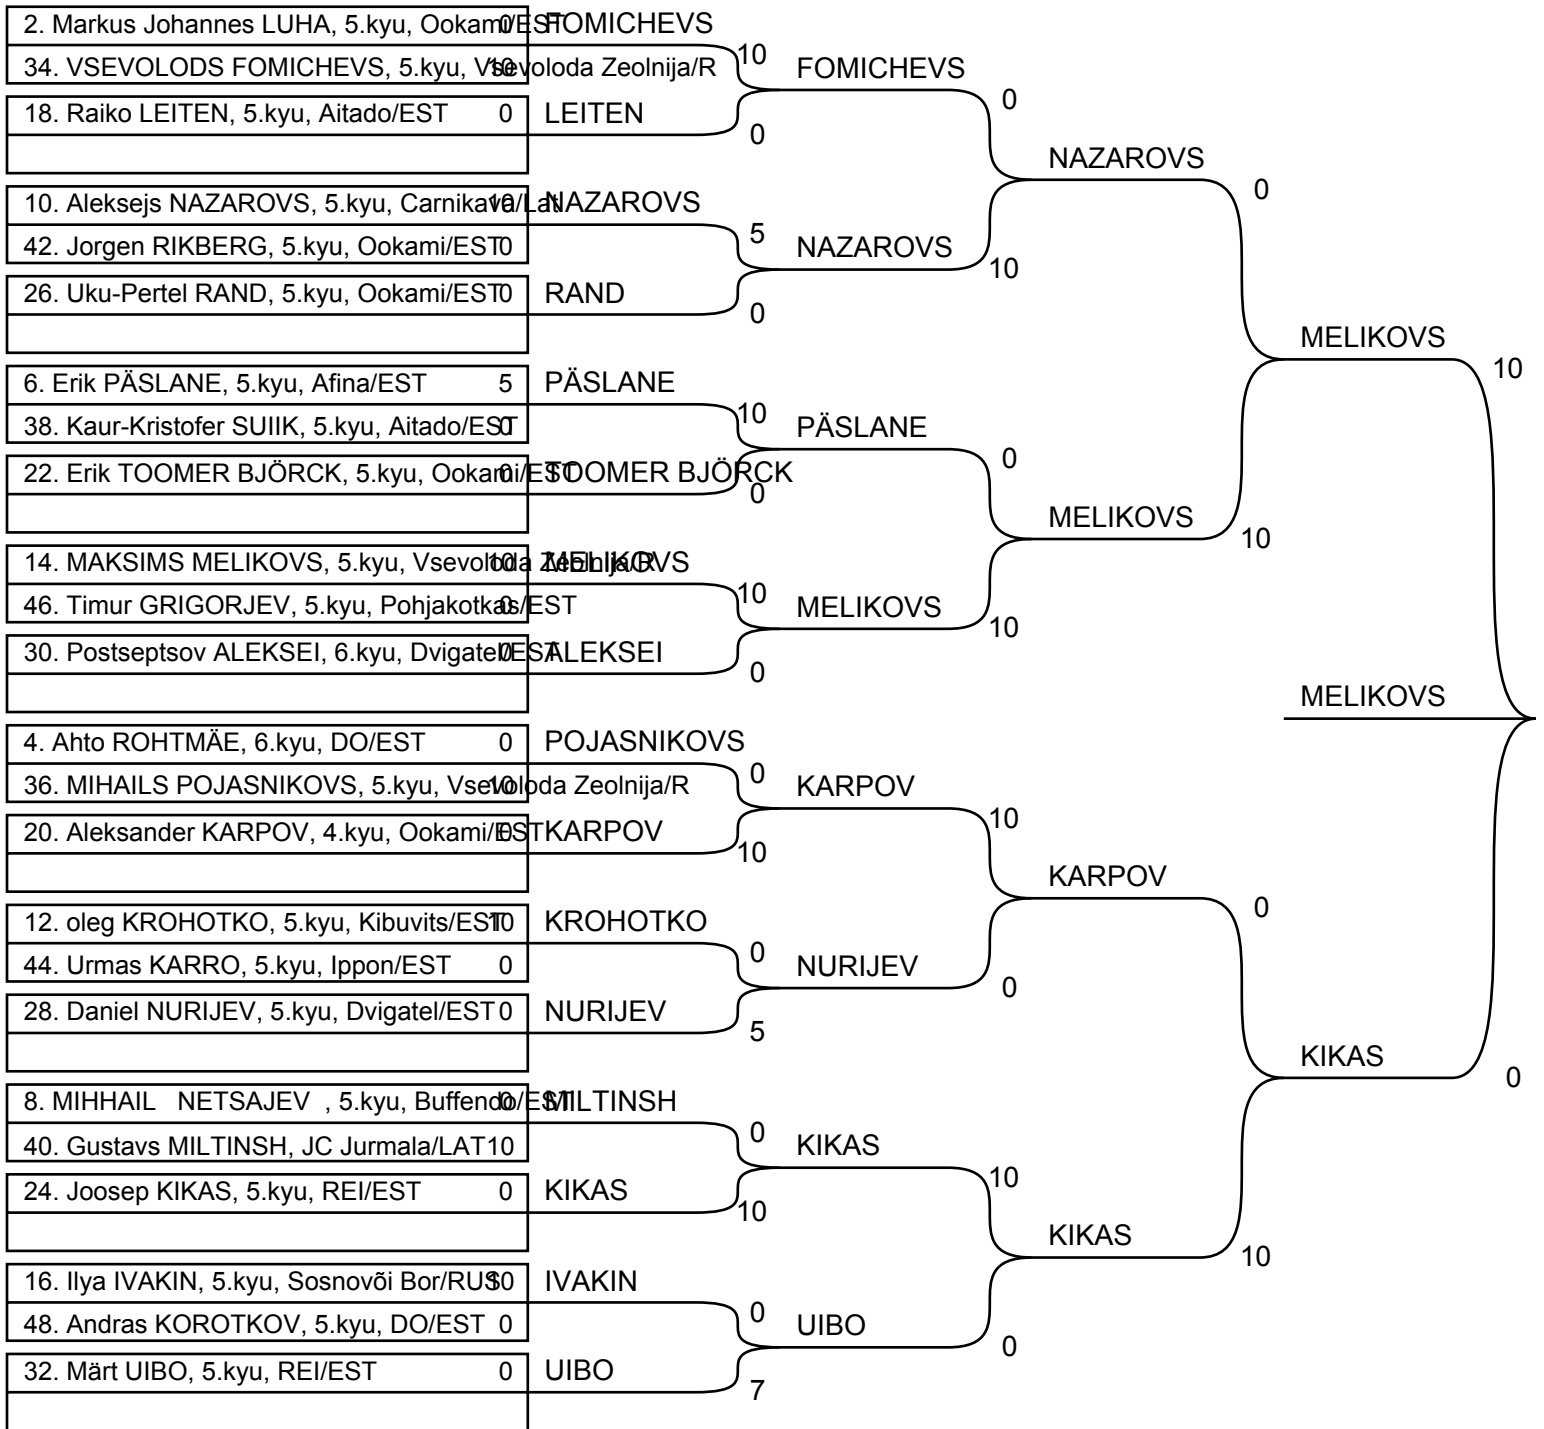 2. Markus Johannes LUHA, 5.kyu, Ookami/EST 0 FOMICHEVS
10
34. VSEVOLODS FOMICHEVS, 5.kyu, Vsevoloda Zeolnija/R 10
FOMICHEVS
0
18. Raiko LEITEN, 5.kyu, Aitado/EST 0 LEITEN
0
NAZAROVS
0
10. Aleksejs NAZAROVS, 5.kyu, Carnikava/Lat 10 NAZAROVS
5
42. Jorgen RIKBERG, 5.kyu, Ookami/EST 0
NAZAROVS
10
26. Uku-Pertel RAND, 5.kyu, Ookami/EST 0 RAND
0
MELIKOVS
10
6. Erik PÄSLANE, 5.kyu, Afina/EST 5 PÄSLANE
10
38. Kaur-Kristofer SUIIK, 5.kyu, Aitado/EST 0
PÄSLANE
0
22. Erik TOOMER BJÖRCK, 5.kyu, Ookami/EST 0 TOOMER BJÖRCK
0
MELIKOVS
10
14. MAKSIMS MELIKOVS, 5.kyu, Vsevoloda Zeolnija/R 10 MELIKOVS
10
46. Timur GRIGORJEV, 5.kyu, Pohjakotkas/EST 0
MELIKOVS
10
30. Postseptsov ALEKSEI, 6.kyu, Dvigatel/EST 0 ALEKSEI
0
MELIKOVS
4. Ahto ROHTMÄE, 6.kyu, DO/EST 0 POJASNIKOVS
0
36. MIHAILS POJASNIKOVS, 5.kyu, Vsevoloda Zeolnija/R 10
KARPOV
10
20. Aleksander KARPOV, 4.kyu, Ookami/EST 0 KARPOV
10
KARPOV
0
12. oleg KROHOTKO, 5.kyu, Kibuvits/EST 10 KROHOTKO
0
44. Urmas KARRO, 5.kyu, Ippon/EST 0
NURIJEV
0
28. Daniel NURIJEV, 5.kyu, Dvigatel/EST 0 NURIJEV
5
KIKAS
0
8. MIHHAIL NETSAJEV , 5.kyu, Buffendo/EST 0 MILTINSH
0
40. Gustavs MILTINSH, JC Jurmala/LAT 10
KIKAS
10
24. Joosep KIKAS, 5.kyu, REI/EST 0 KIKAS
10
KIKAS
10
16. Ilya IVAKIN, 5.kyu, Sosnovõi Bor/RUS 10 IVAKIN
0
48. Andras KOROTKOV, 5.kyu, DO/EST 0
UIBO
0
32. Märt UIBO, 5.kyu, REI/EST 0 UIBO
7